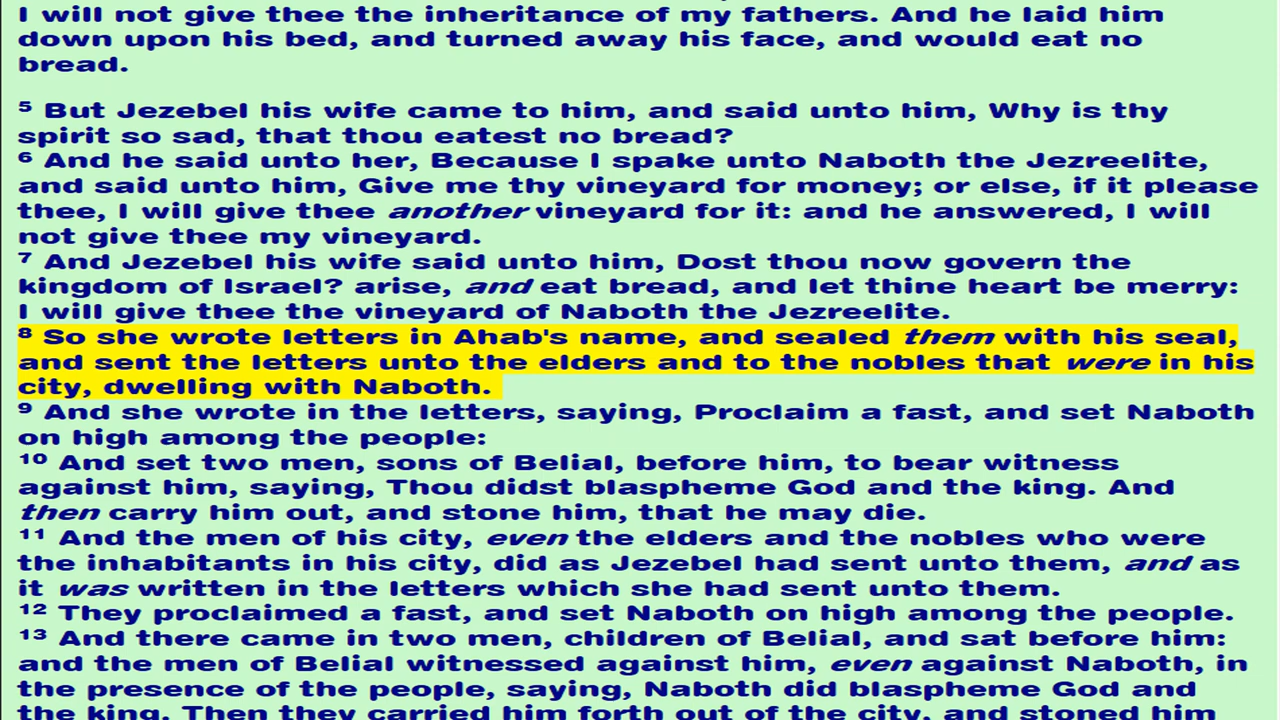 I will not give thee the inheritance of my fathers. And he laid him
down upon his bed, and turned away his face, and would eat no
bread.
5 But Jezebel his wife came to him, and said unto him, Why is thy
spirit so sad, that thou eatest no bread?
6 And he said unto her, Because I spake unto Naboth the Jezreelite,
and said unto him, Give me thy vineyard for money; or else, if it please
thee, I will give thee another vineyard for it: and he answered, I will
not give thee my vineyard.
7 And Jezebel his wife said unto him, Dost thou now govern the
kingdom of Israel? arise, and eat bread, and let thine heart be merry:
I will give thee the vineyard of Naboth the Jezreelite.
8 So she wrote letters in Ahab's name, and sealed them with his seal,
and sent the letters unto the elders and to the nobles that were in his
city, dwelling with Naboth.
9 And she wrote in the letters, saying, Proclaim a fast, and set Naboth
on high among the people:
10 And set two men, sons of Belial, before him, to bear witness
against him, saying, Thou didst blaspheme God and the king. And
then carry him out, and stone him, that he may die.
11 And the men of his city, even the elders and the nobles who were
the inhabitants in his city, did as Jezebel had sent unto them, and as
it was written in the letters which she had sent unto them.
12 They proclaimed a fast, and set Naboth on high among the people.
13 And there came in two men, children of Belial, and sat before him:
and the men of Belial witnessed against him, even against Naboth, in
the presence of the people, saying, Naboth did blaspheme God and
the king. Then they carried him forth out of the city, and stoned him